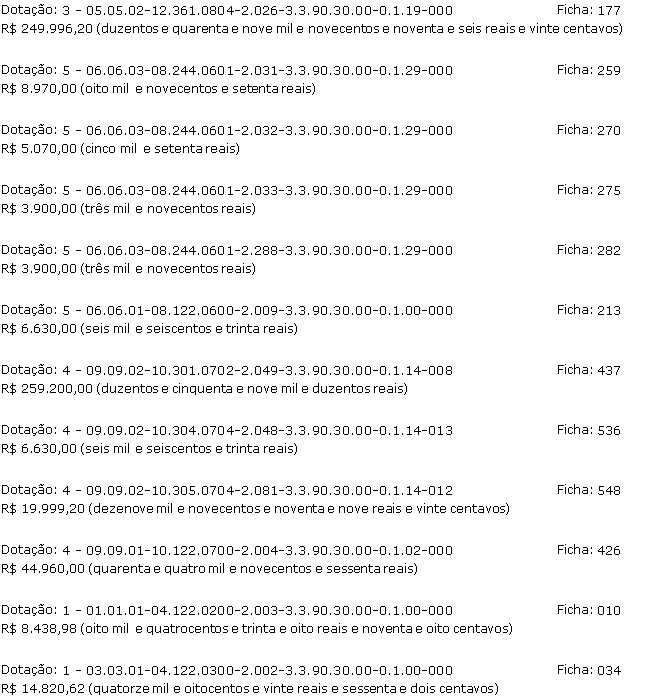 Dotação: 3 - 05.05.02-12.361.0804-2.026-3.3.90.30.00-0.1.19-000 Ficha: 177
R$ 249.996,20 (duzentos e quarenta e nove mil e novecentos e noventa e seis reais e vinte centavos)
Dotação: 5 - 06.06.03-08.244.0601-2.031-3.3.90.30.00-0.1.29-000 Ficha: 259
R$ 8.970,00 (oito mil e novecentos e setenta reais)
Dotação: 5 - 06.06.03-08.244.0601-2.032-3.3.90.30.00-0.1.29-000 Ficha: 270
R$ 5.070,00 (cinco mil e setenta reais)
Dotação: 5 - 06.06.03-08.244.0601-2.033-3.3.90.30.00-0.1.29-000 Ficha: 275
R$ 3.900,00 (três mil e novecentos reais)
Dotação: 5 - 06.06.03-08.244.0601-2.288-3.3.90.30.00-0.1.29-000 Ficha: 282
R$ 3.900,00 (três mil e novecentos reais)
Dotação: 5 - 06.06.01-08.122.0600-2.009-3.3.90.30.00-0.1.00-000 Ficha: 213
R$ 6.630,00 (seis mil e seiscentos e trinta reais)
Dotação: 4 - 09.09.02-10.301.0702-2.049-3.3.90.30.00-0.1.14-008 Ficha: 437
R$ 259.200,00 (duzentos e cinquenta e nove mil e duzentos reais)
Dotação: 4 - 09.09.02-10.304.0704-2.048-3.3.90.30.00-0.1.14-013 Ficha: 536
R$ 6.630,00 (seis mil e seiscentos e trinta reais)
Dotação: 4 - 09.09.02-10.305.0704-2.081-3.3.90.30.00-0.1.14-012 Ficha: 548
R$ 19.999,20 (dezenove mil e novecentos e noventa e nove reais e vinte centavos)
Dotação: 4 - 09.09.01-10.122.0700-2.004-3.3.90.30.00-0.1.02-000 Ficha: 426
R$ 44.960,00 (quarenta e quatro mil e novecentos e sessenta reais)
Dotação: 1 - 01.01.01-04.122.0200-2.003-3.3.90.30.00-0.1.00-000 Ficha: 010
R$ 8.438,98 (oito mil e quatrocentos e trinta e oito reais e noventa e oito centavos)
Dotação: 1 - 03.03.01-04.122.0300-2.002-3.3.90.30.00-0.1.00-000 Ficha: 034
R$ 14.820,62 (quatorze mil e oitocentos e vinte reais e sessenta e dois centavos)